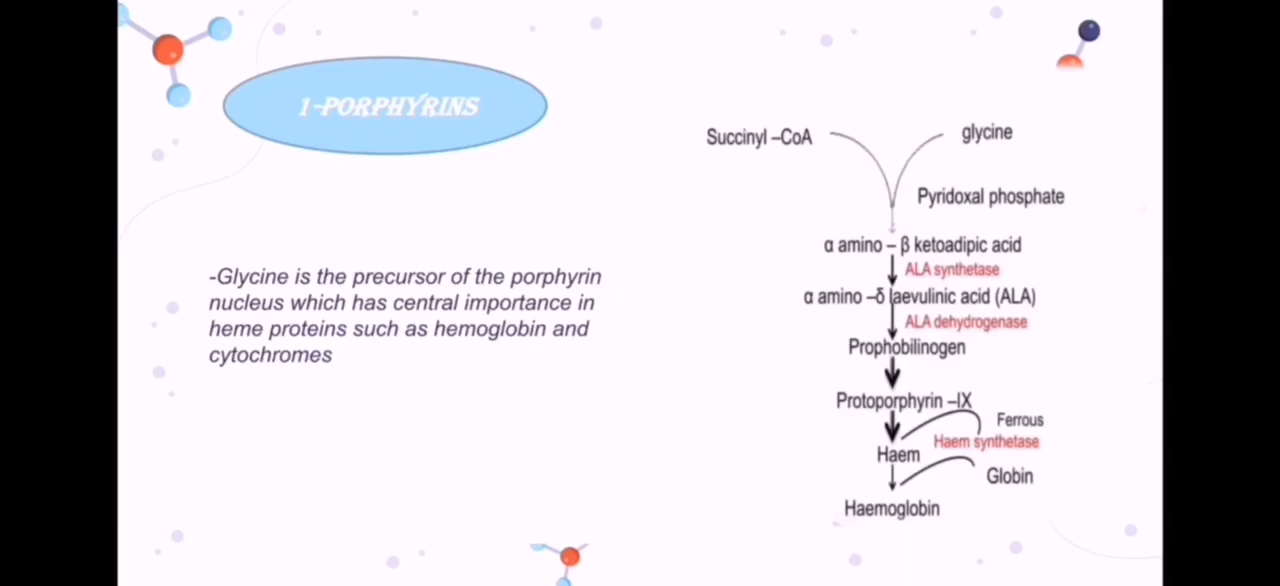 1-PORPHYRINS
-Glycine is the precursor of the porphyrin
nucleus which has central importance in
heme proteins such as hemoglobin and
cytochromes
Succinyl –CoA
glycine
Pyridoxal phosphate
α amino – β ketoadipic acid
ALA synthetase
α amino –δ laevulinic acid (ALA)
ALA dehydrogenase
Prophobilinogen
Protoporphyrin –IX
Ferrous
Haem synthetase
Haem
Globin
Haemoglobin